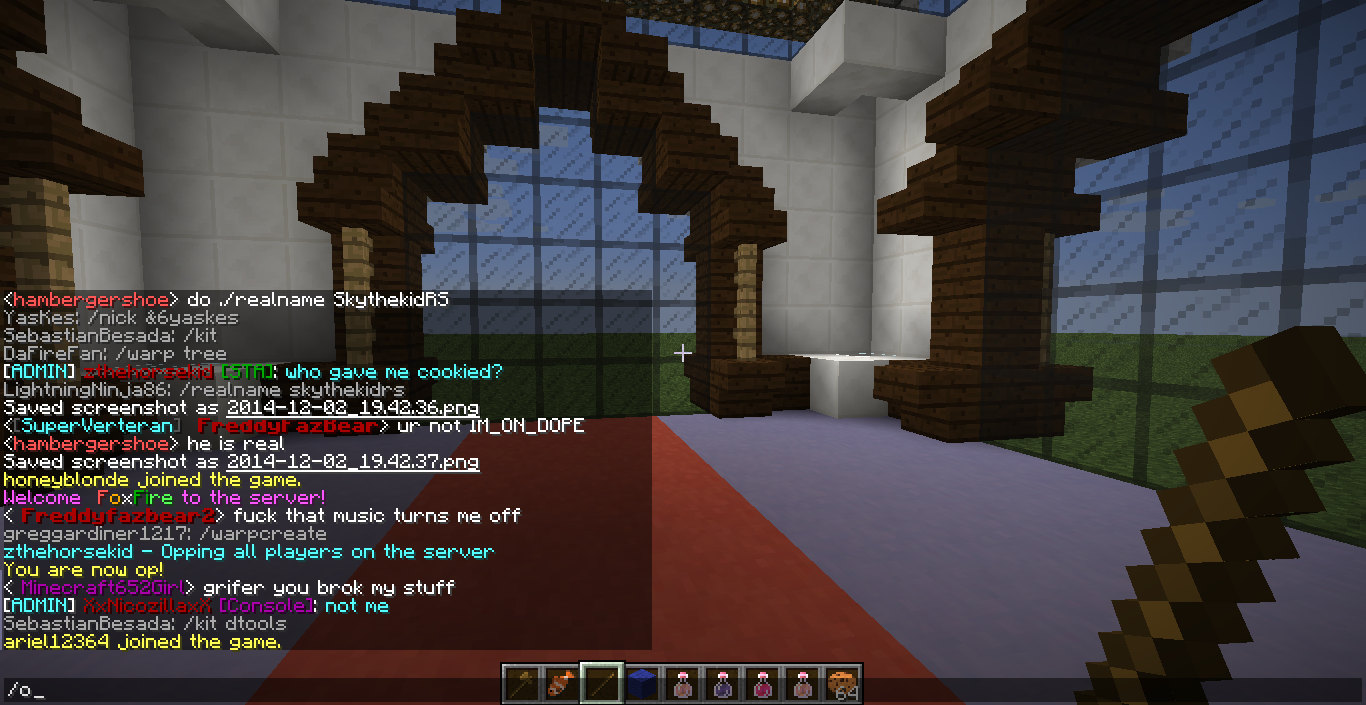 <hambergershoe> do ./realname SkythekidRS
YasKes: /nick &6yaskes
SebastianBesada: /kit
DaFireFan: /warp tree
[ADMIN] zthehorsekid [STA]: who gave me cookied?
LightningNinja86: /realname skythekidrs
Saved screenshot as 2014-12-02_19.42.36.png
<[SuperVerteran] FreddyFazBear> ur not IM_ON_DOPE
<hambergershoe> he is real
Saved screenshot as 2014-12-02_19.42.37.png
honeyblonde joined the game.
Welcome FoxFire to the server!
< Freddyfazbear2> fuck that music turns me off
greggardiner1217: /warpcreate
zthehorsekid - Opping all players on the server
You are now op!
< Minecraft652Girl> grifer you brok my stuff
[ADMIN] XxNicozillaxX [Console]: not me
SebastianBesada: /kit dtools
ariel12364 joined the game.
/o_
64